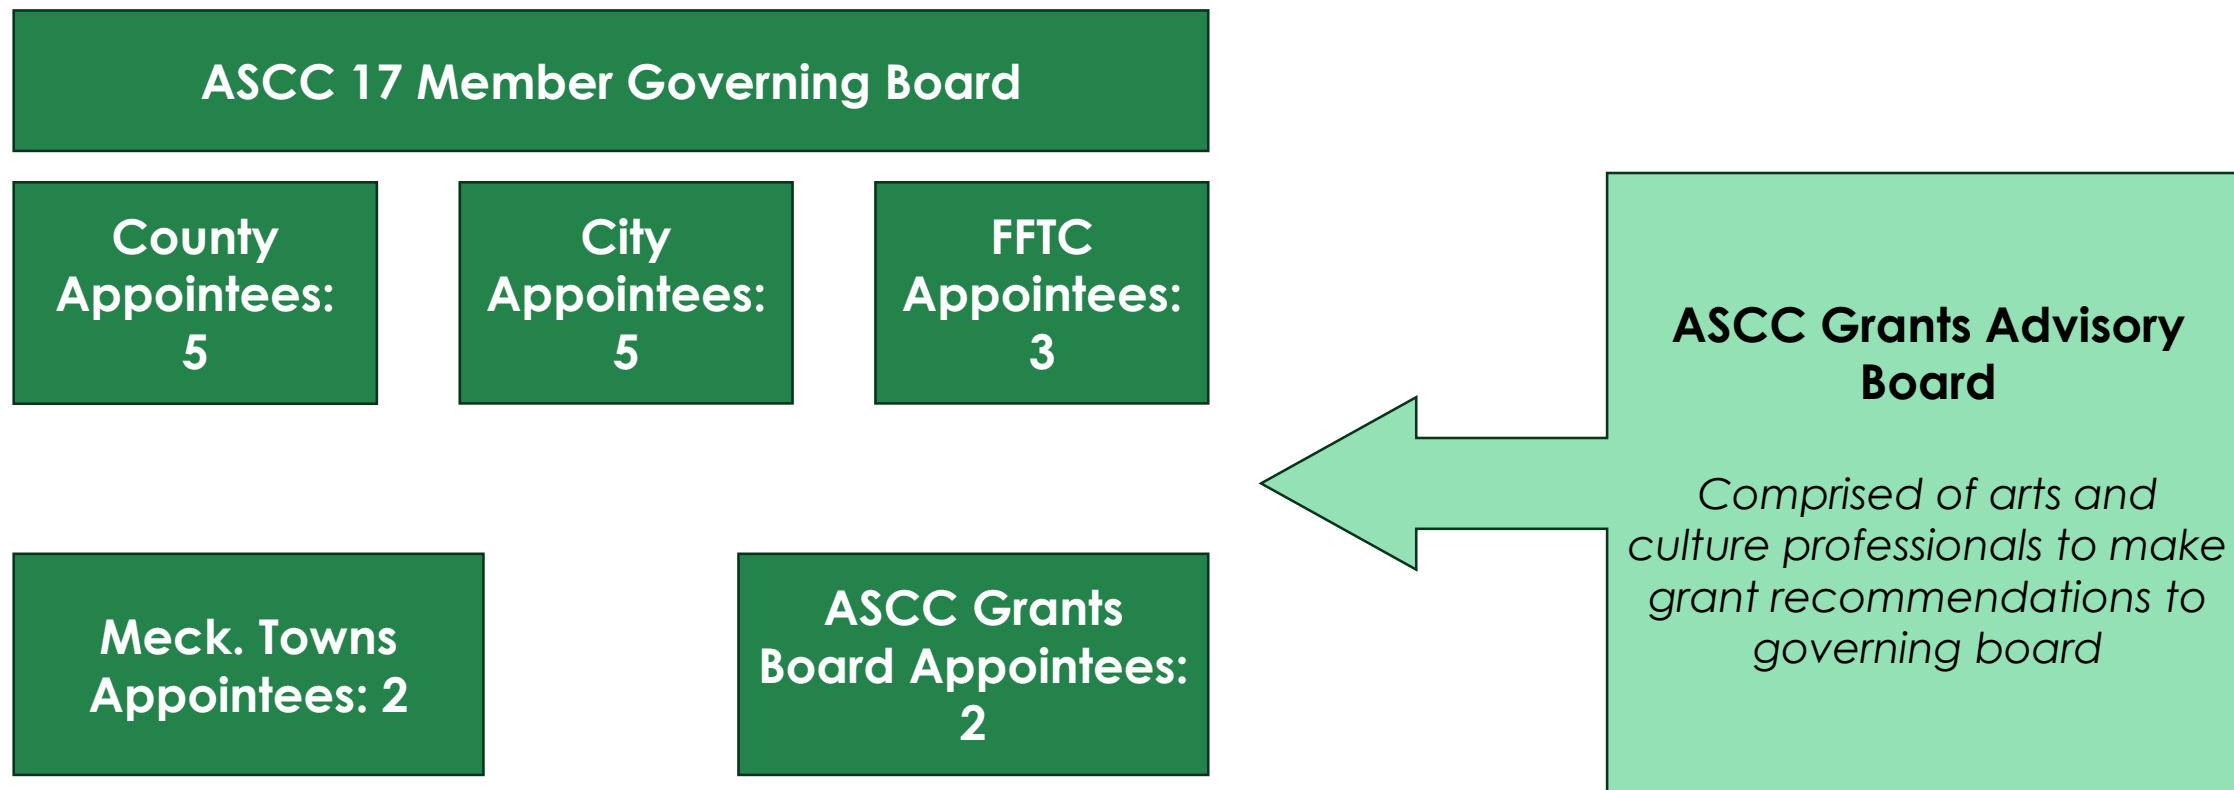 ASCC 17 Member Governing Board
County
Appointees:
5
City
Appointees:
5
FFTC
Appointees:
3
Meck. Towns
Appointees: 2
ASCC Grants
Board Appointees:
2
ASCC Grants Advisory
Board
Comprised of arts and
culture professionals to make
grant recommendations to
governing board